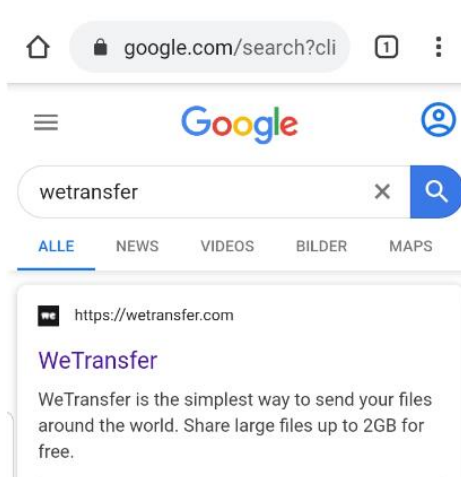 google.com/search?cli
1
Google
wetransfer
ALLE NEWS VIDEOS BILDER MAPS
we https://wetransfer.com
WeTransfer
WeTransfer is the simplest way to send your files
around the world. Share large files up to 2GB for
free.